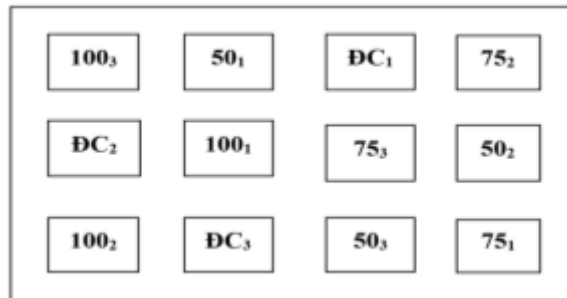 100₃ 50₁ ĐC₁ 75₂
ĐC₂ 100₁ 75₃ 50₂
100₂ ĐC₃ 50₃ 75₁